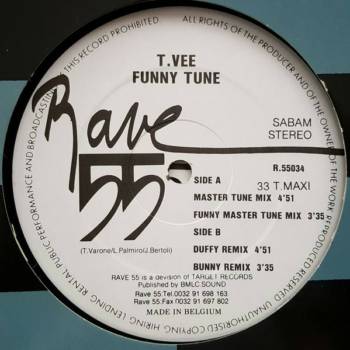 ALL RIGHTS OF THE PRODUCER AND OF THE OWNER OF THE WORK REPRODUCED RESERVED. UNAUTHORISED COPYING, HIRING, LENDING, RENTAL, PUBLIC PERFORMANCE AND BROADCASTING OF THIS RECORD PROHIBITED
T.VEE
FUNNY TUNE
Rave
55
SABAM
STEREO
R.55034
SIDE A
33 T.MAXI
MASTER TUNE MIX 4'51
FUNNY MASTER TUNE MIX 3'35
SIDE B
DUFFY REMIX 4'51
BUNNY REMIX 3'35
(T.Varone/L.Palmiro/J.Bertoli)
RAVE 55 is a devision of TARGET RECORDS
Published by BMLC.SOUND
Rave 55:Tel.0032 91 698 163
Rave 55:Fax 0032 91 697 802
MADE IN BELGIUM